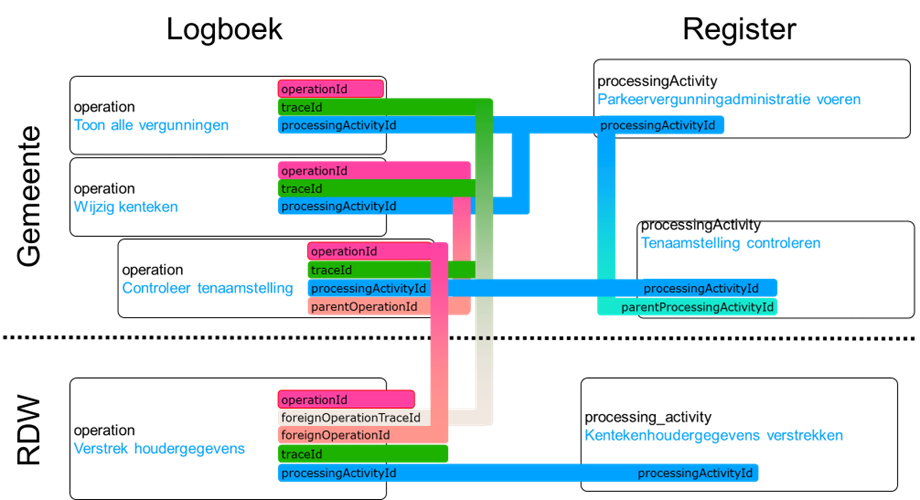 Logboek
Register
Gemeente
operation
Toon alle vergunningen
operationId
traceId
processingActivityId
processingActivity
Parkeervergunningadministratie voeren
processingActivityId
operation
Wijzig kenteken
operationId
traceId
processingActivityId
operation
Controleer tenaamstelling
operationId
traceId
processingActivityId
parentOperationId
processingActivity
Tenaamstelling controleren
processingActivityId
parentProcessingActivityId
RDW
operation
Verstrek houdergegevens
operationId
foreignOperationTraceId
foreignOperationId
traceId
processingActivityId
processing_activity
Kentekenhoudergegevens verstrekken
processingActivityId